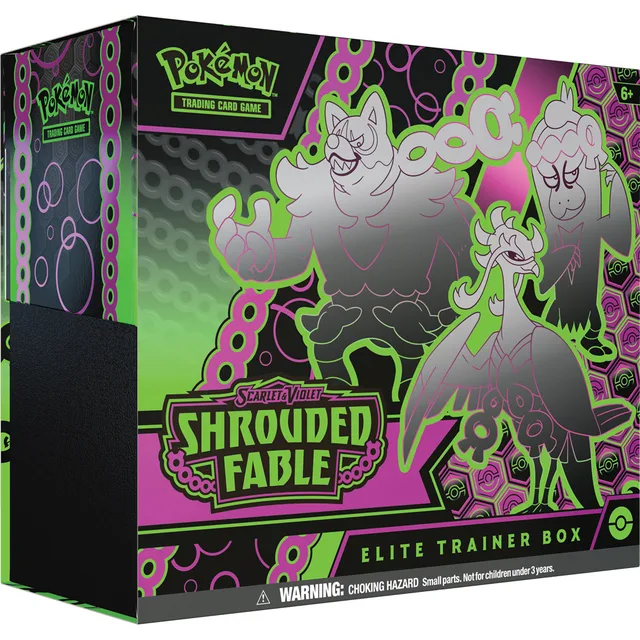 POKéMON
TRADING CARD GAME
POKéMON
TRADING CARD GAME
6+
SCARLET & VIOLET
SHROUDED
FABLE
ELITE TRAINER BOX
WARNING: CHOKING HAZARD Small parts. Not for children under 3 years.